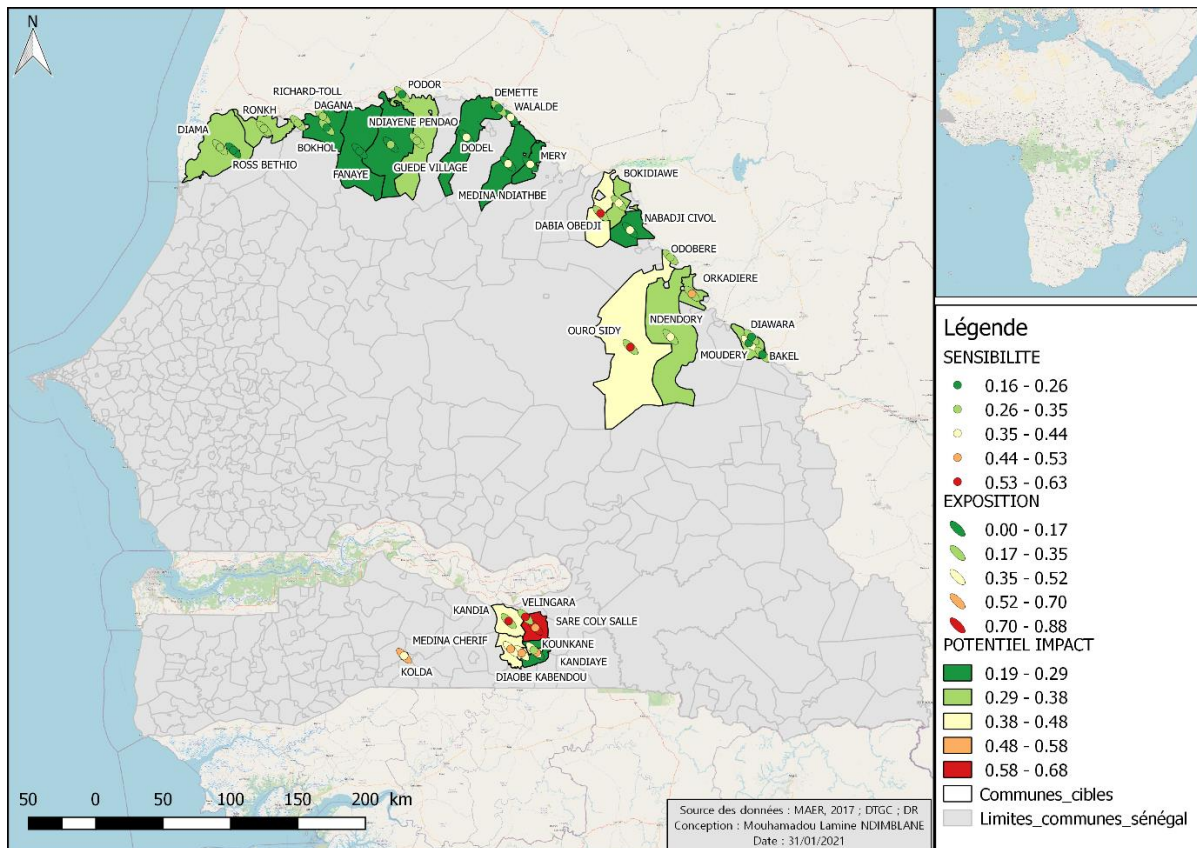 N
PODOR
RICHARD-TOLL
DAGANA
DEMETTE
WALALDE
RONKH
DIAMA
NDIAYENE PENDAO
BOKHOL
DODEL
MERY
ROSS BETHIO
GUEDE VILLAGE
FANAYE
MEDINA NDIATHBE
BOKIDIAWE
DABIA OBEDJI
NABADJI CIVOL
ODOBERE
ORKADIERE
OURO SIDY
NDENDORY
DIAWARA
MOUDERY
BAKEL
KANDIA
VELINGARA
SARE COLY SALLE
MEDINA CHERIF
KOUNKANE
KANDIAYE
KOLDA
DIAOBE KABENDOU
50 0 50 100 150 200 km
Source des données : MAER, 2017 ; DTGC ; DR
Conception : Mouhamadou Lamine NDIMBLANE
Date : 31/01/2021
Légende
SENSIBILITE
0.16 - 0.26
0.26 - 0.35
0.35 - 0.44
0.44 - 0.53
0.53 - 0.63
EXPOSITION
0.00 - 0.17
0.17 - 0.35
0.35 - 0.52
0.52 - 0.70
0.70 - 0.88
POTENTIEL IMPACT
0.19 - 0.29
0.29 - 0.38
0.38 - 0.48
0.48 - 0.58
0.58 - 0.68
Communes_cibles
Limites_communes_sénégal